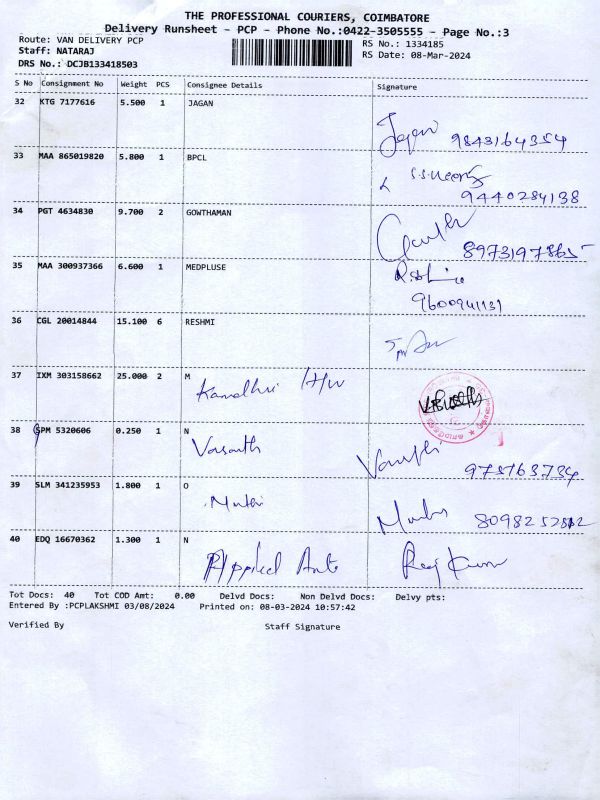 THE PROFESSIONAL COURIERS, COIMBATORE
Delivery Runsheet - PCP - Phone No.:0422-3505555 - Page No.:3
Route: VAN DELIVERY PCP RS No.: 1334185
Staff: NATARAJ RS Date: 08-Mar-2024
DRS No.: DCJB133418503
S No Consignment No Weight PCS Consignee Details Signature
32 KTG 7177616 5.500 1 JAGAN
Jagan 9843164354
33 MAA 865019820 5.800 1 BPCL
9440284138
34 PGT 4634830 9.700 2 GOWTHAMAN
8973197865
35 MAA 300937366 6.600 1 MEDPLUSE
9600941131
36 CGL 20014844 15.100 6 RESHMI
37 IXM 303158662 25.000 2 M
Kamdhri H/W
38 SPM 5320606 0.250 1 N
Vasanth
39 SLM 341235953 1.800 1 O
40 EDQ 16670362 1.300 1 N
Applied Auto Raj Kumar
Tot Docs: 40 Tot COD Amt: 0.00 Delvd Docs: Non Delvd Docs: Delvy pts:
Entered By :PCPLAKSHMI 03/08/2024 Printed on: 08-03-2024 10:57:42
Verified By Staff Signature